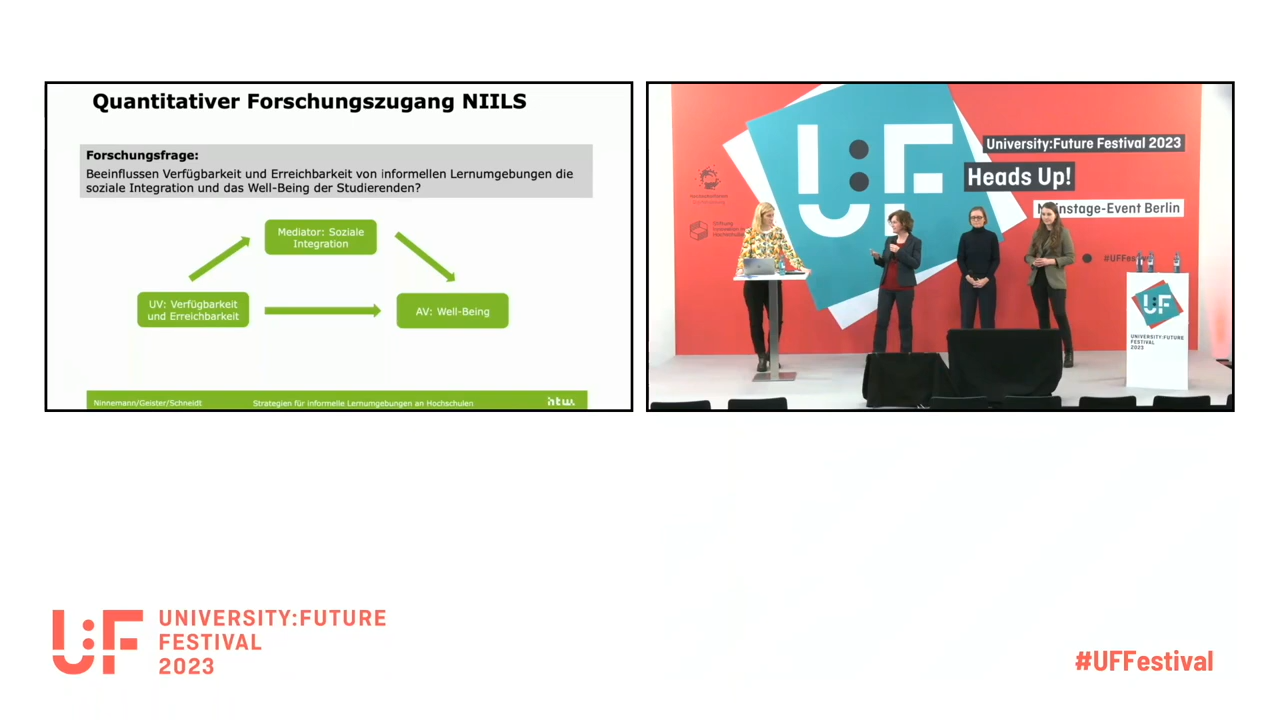 Quantitativer Forschungszugang NIILS
Forschungsfrage:
Beeinflussen Verfügbarkeit und Erreichbarkeit von informellen Lernumgebungen die
soziale Integration und das Well-Being der Studierenden?
Mediator: Soziale
Integration
UV: Verfügbarkeit
und Erreichbarkeit
AV: Well-Being
Ninnemann/Geister/Schneidt
Strategien für informelle Lernumgebungen an Hochschulen
htw.
U:F
University:Future Festival 2023
Heads Up!
instage-Event Berlin
#UFFes
Stiftung
U:F
UNIVERSITY:FUTURE
FESTIVAL
2023
U:F
UNIVERSITY:FUTURE
FESTIVAL
2023
#UFFestival